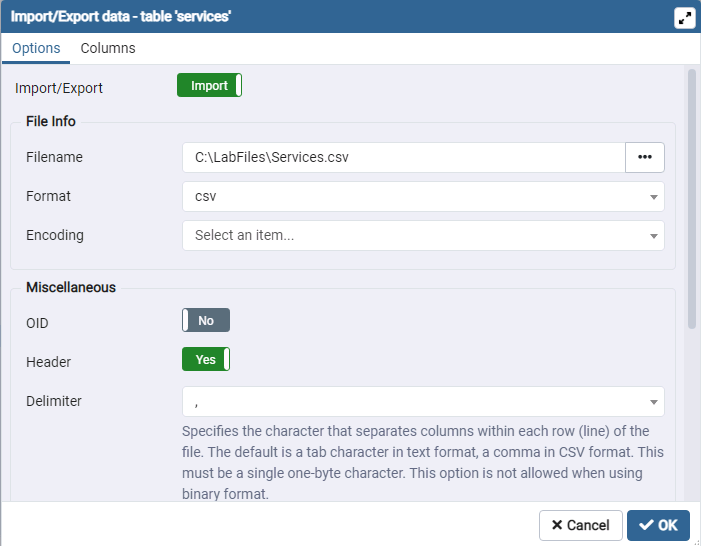 Import/Export data - table 'services'
Options Columns
Import/Export Import
File Info
Filename C:\LabFiles\Services.csv •••
Format csv
Encoding Select an item...
Miscellaneous
OID No
Header Yes
Delimiter ,
Specifies the character that separates columns within each row (line) of the
file. The default is a tab character in text format, a comma in CSV format. This
must be a single one-byte character. This option is not allowed when using
binary format.
Cancel OK